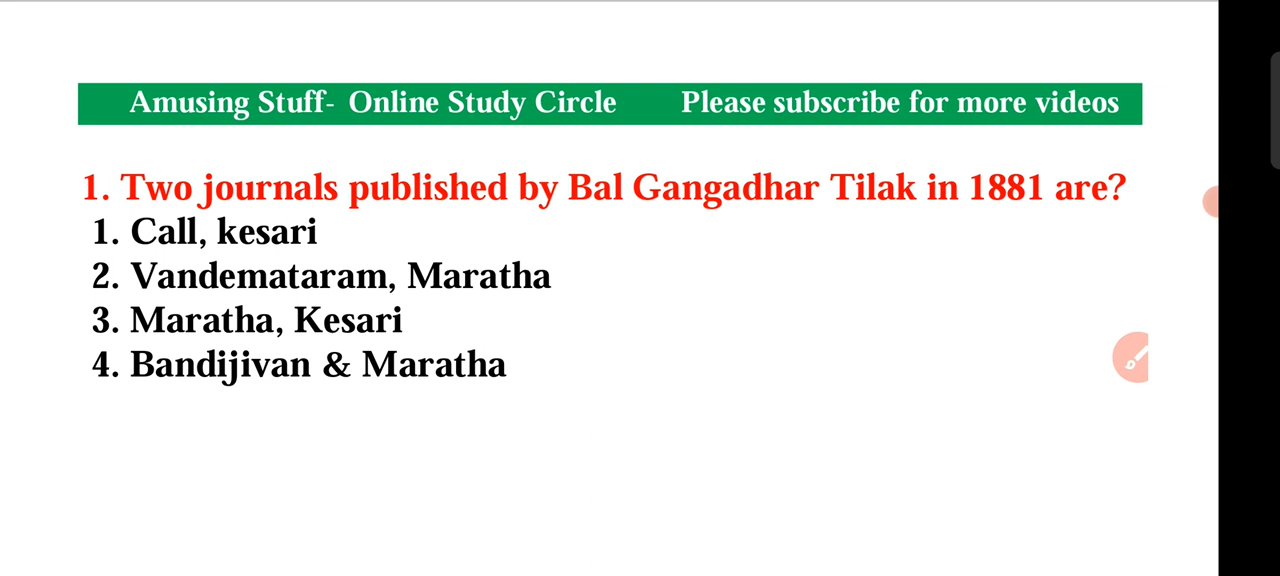 Amusing Stuff- Online Study Circle Please subscribe for more videos
1. Two journals published by Bal Gangadhar Tilak in 1881 are?
1. Call, kesari
2. Vandemataram, Maratha
3. Maratha, Kesari
4. Bandijivan & Maratha